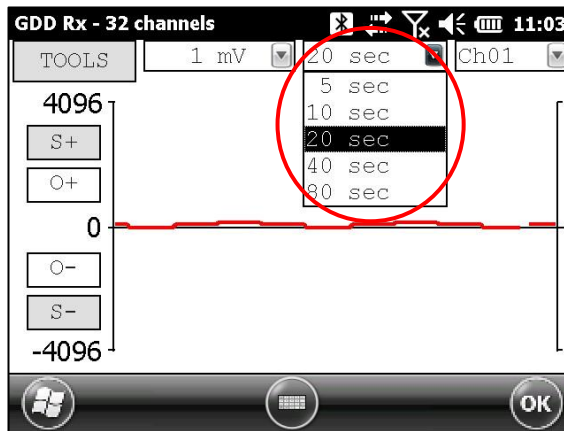 GDD Rx - 32 channels 11:03
TOOLS 1 mV 20 sec Ch01
5 sec
10 sec
20 sec
40 sec
80 sec
4096
S+
O+
0
O-
S-
-4096
OK